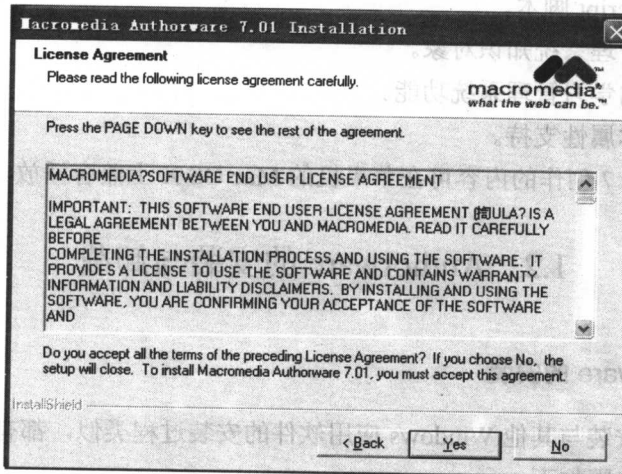 Macromedia Authorware 7.01 Installation
License Agreement
Please read the following license agreement carefully.
macromedia®
what the web can be.™
Press the PAGE DOWN key to see the rest of the agreement.
MACROMEDIA?SOFTWARE END USER LICENSE AGREEMENT
IMPORTANT: THIS SOFTWARE END USER LICENSE AGREEMENT ULA? IS A
LEGAL AGREEMENT BETWEEN YOU AND MACROMEDIA. READ IT CAREFULLY
BEFORE
COMPLETING THE INSTALLATION PROCESS AND USING THE SOFTWARE. IT
PROVIDES A LICENSE TO USE THE SOFTWARE AND CONTAINS WARRANTY
INFORMATION AND LIABILITY DISCLAIMERS. BY INSTALLING AND USING THE
SOFTWARE, YOU ARE CONFIRMING YOUR ACCEPTANCE OF THE SOFTWARE
AND
Do you accept all the terms of the preceding License Agreement? If you choose No, the
setup will close. To install Macromedia Authorware 7.01, you must accept this agreement.
InstallShield
< Back
Yes
No